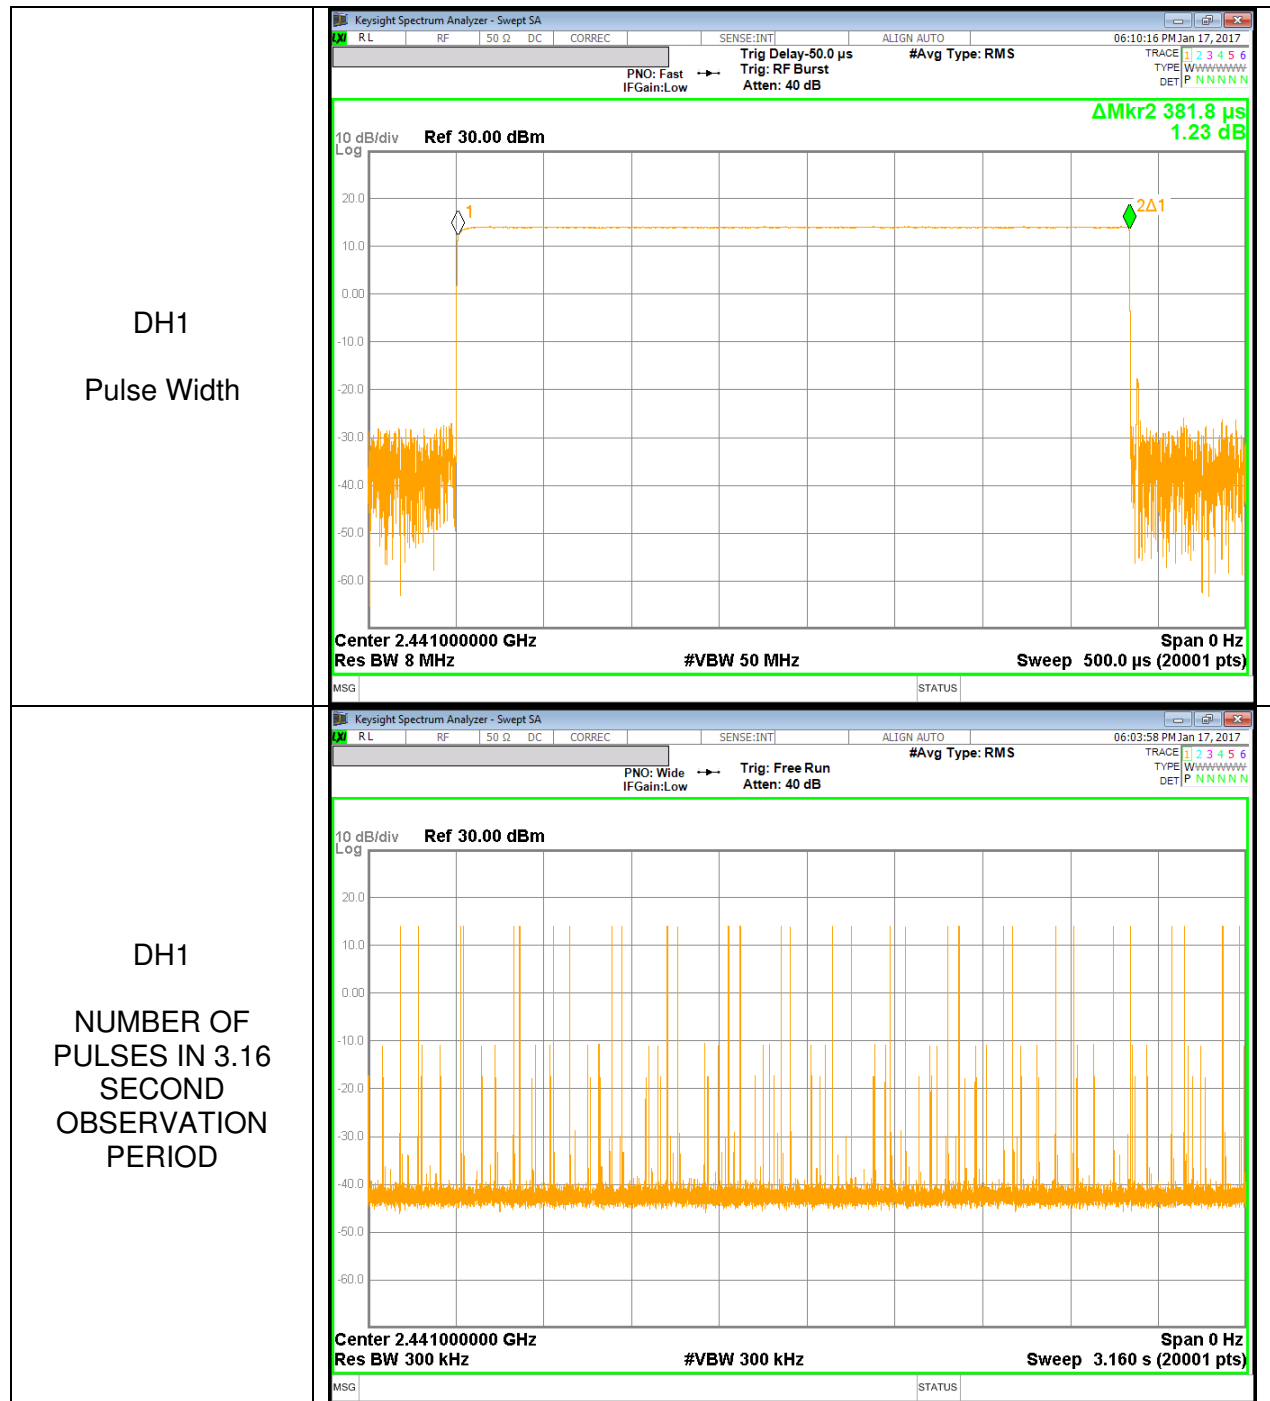 DH1
Pulse Width
Keysight Spectrum Analyzer - Swept SA
LXI RL RF 50 Ω DC CORREC SENSE:INT ALIGN AUTO 06:10:16 PM Jan 17, 2017
Trig Delay-50.0 µs #Avg Type: RMS TRACE 1 2 3 4 5 6
PNO: Fast Trig: RF Burst TYPE WWWWWW
IFGain:Low Atten: 40 dB DET P N N N N N
ΔMkr2 381.8 µs
1.23 dB
10 dB/div Ref 30.00 dBm
Log
20.0
1
2Δ1
10.0
0.00
-10.0
-20.0
-30.0
-40.0
-50.0
-60.0
Center 2.441000000 GHz Span 0 Hz
Res BW 8 MHz #VBW 50 MHz Sweep 500.0 µs (20001 pts)
MSG STATUS
DH1
NUMBER OF
PULSES IN 3.16
SECOND
OBSERVATION
PERIOD
Keysight Spectrum Analyzer - Swept SA
LXI RL RF 50 Ω DC CORREC SENSE:INT ALIGN AUTO 06:03:58 PM Jan 17, 2017
#Avg Type: RMS TRACE 1 2 3 4 5 6
PNO: Wide Trig: Free Run TYPE WWWWWW
IFGain:Low Atten: 40 dB DET P N N N N N
10 dB/div Ref 30.00 dBm
Log
20.0
10.0
0.00
-10.0
-20.0
-30.0
-40.0
-50.0
-60.0
Center 2.441000000 GHz Span 0 Hz
Res BW 300 kHz #VBW 300 kHz Sweep 3.160 s (20001 pts)
MSG STATUS